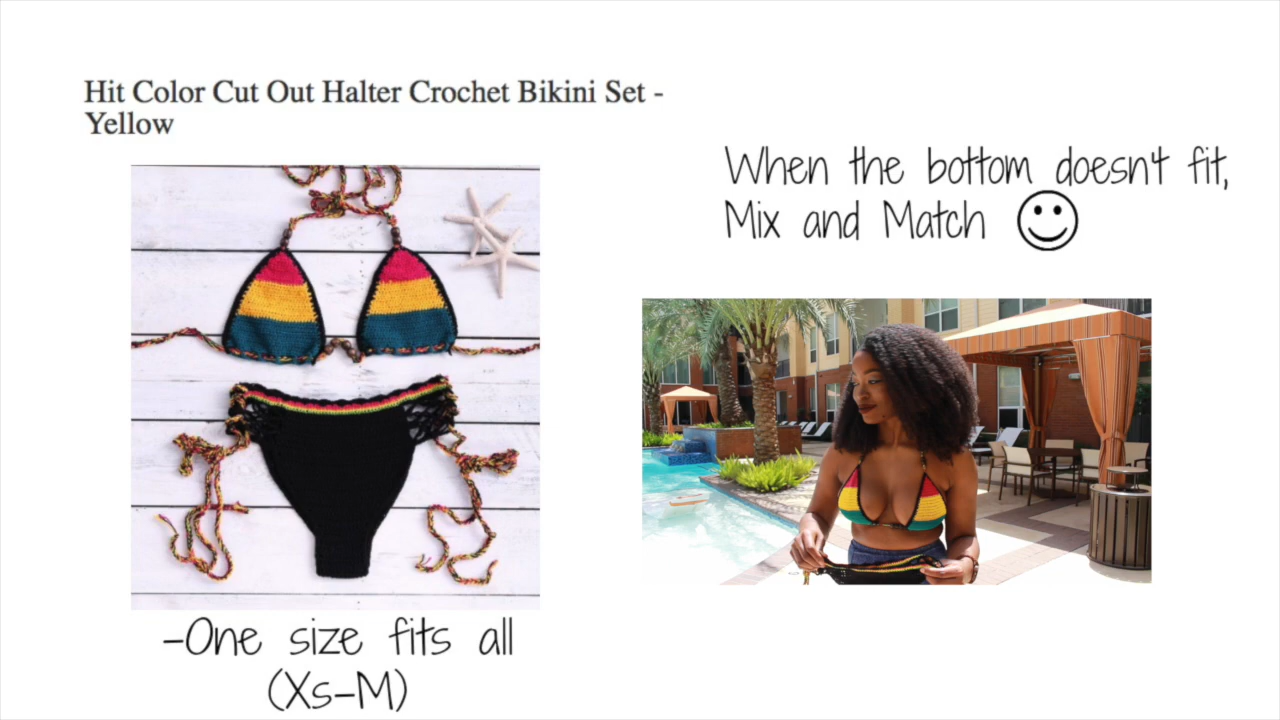 Hit Color Cut Out Halter Crochet Bikini Set -
Yellow
When the bottom doesn't fit,
Mix and Match
-One size fits all
(Xs-M)